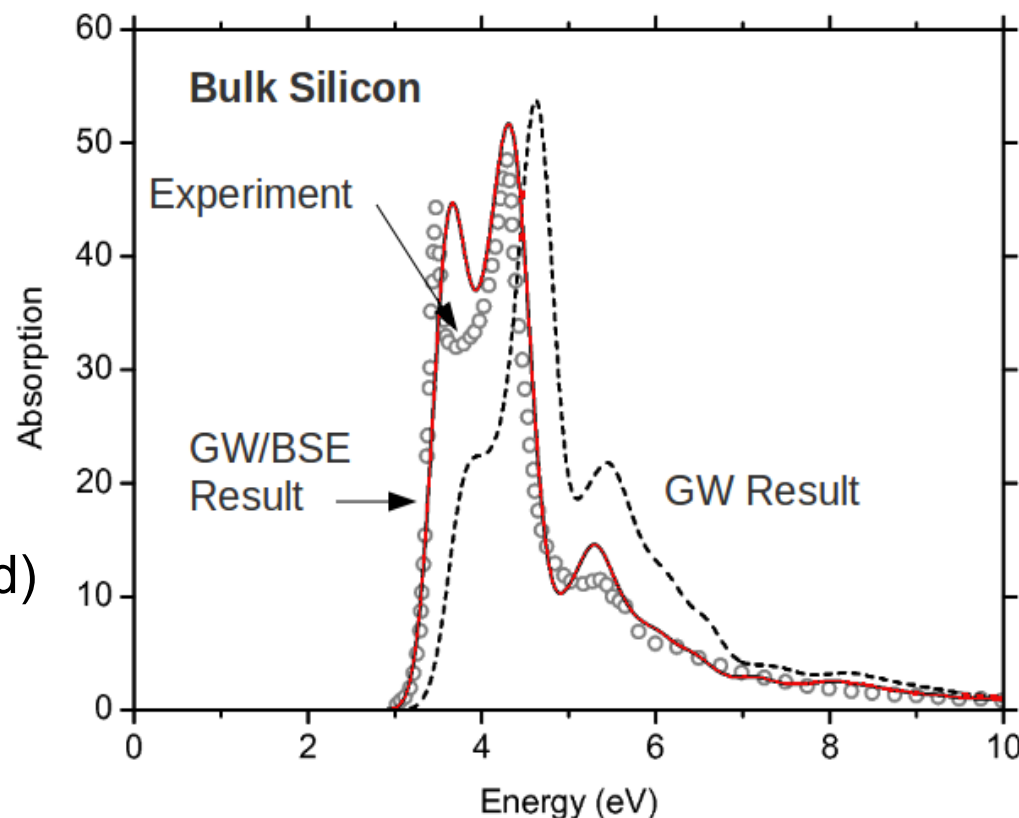 60
Bulk Silicon
50
Experiment
40
30
Absorption
GW/BSE
Result
20
GW Result
d)
10
0
0 2 4 6 8 10
Energy (eV)